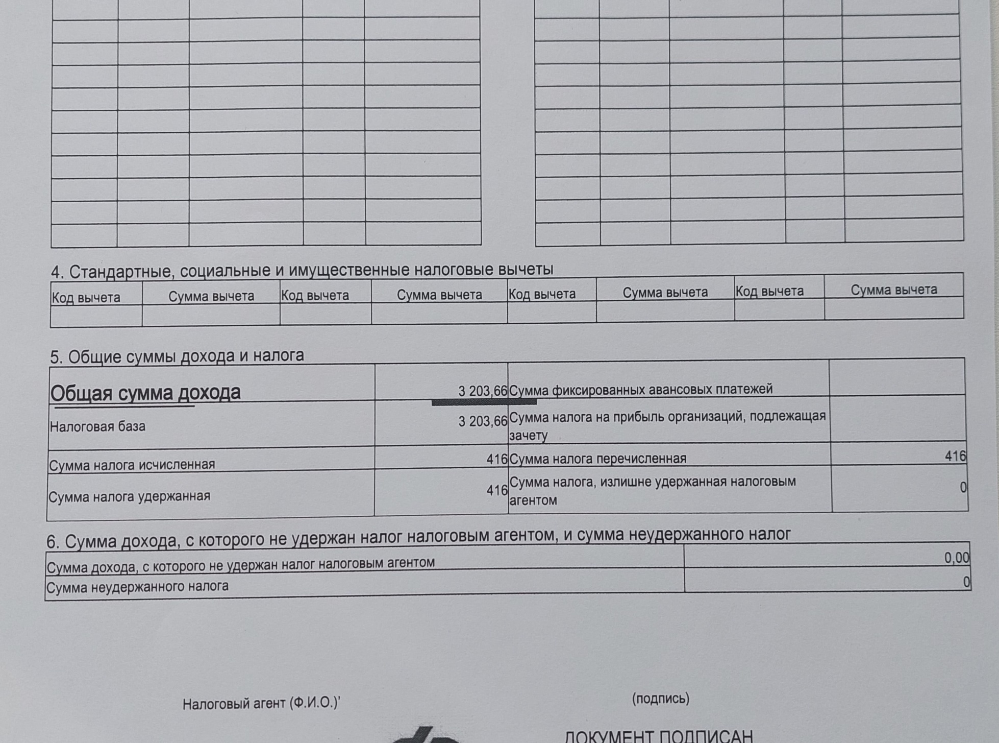 4. Стандартные, социальные и имущественные налоговые вычеты
Код вычета Сумма вычета Код вычета Сумма вычета Код вычета Сумма вычета Код вычета Сумма вычета
5. Общие суммы дохода и налога
Общая сумма дохода 3 203,66 Сумма фиксированных авансовых платежей
Налоговая база 3 203,66 Сумма налога на прибыль организаций, подлежащая
зачету
Сумма налога исчисленная 416 Сумма налога перечисленная 416
Сумма налога удержанная 416 Сумма налога, излишне удержанная налоговым 0
агентом
6. Сумма дохода, с которого не удержан налог налоговым агентом, и сумма неудержанного налог
Сумма дохода, с которого не удержан налог налоговым агентом 0,00
Сумма неудержанного налога 0
Налоговый агент (Ф.И.О.)' (подпись)
ДОКУМЕНТ ПОДПИСАН